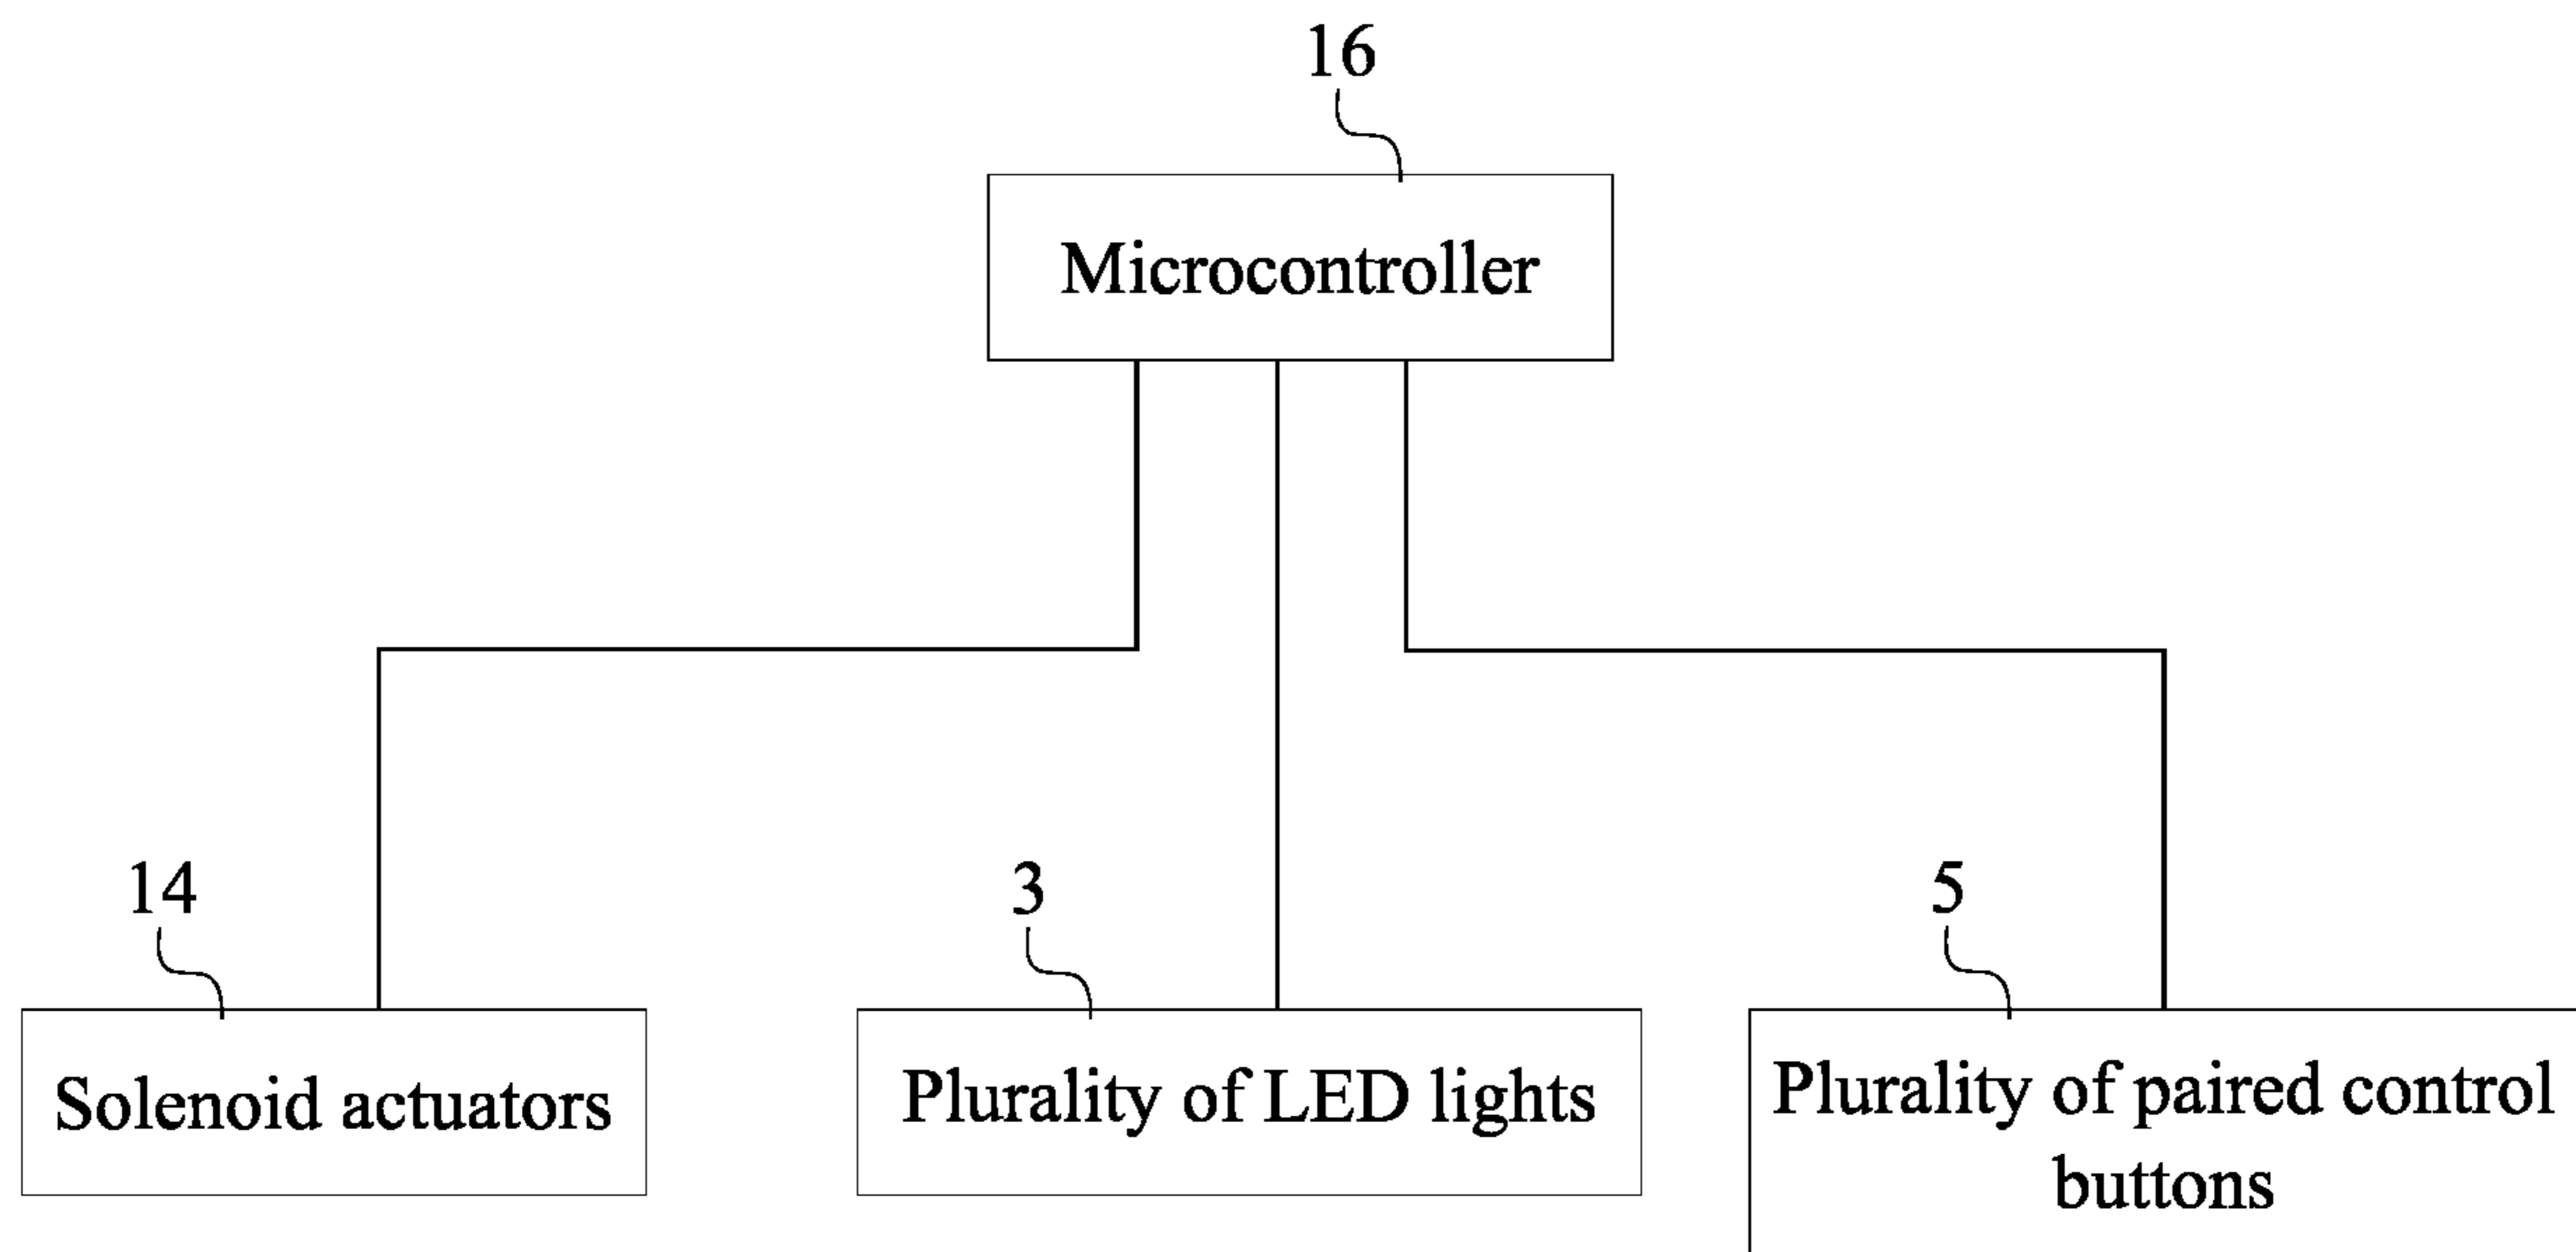 16
Microcontroller
14
3
5
Solenoid actuators
Plurality of LED lights
Plurality of paired control
buttons